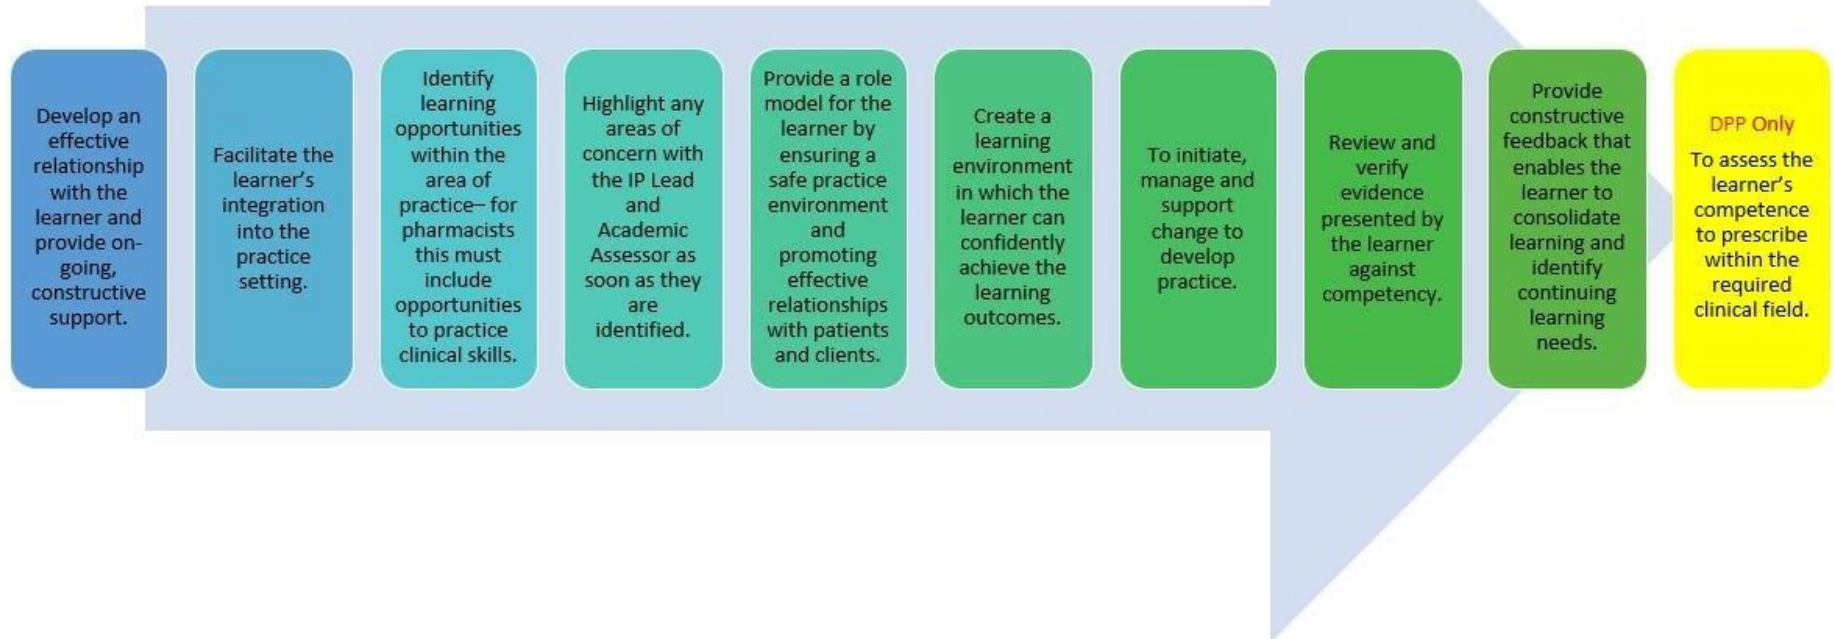 Develop an
effective
relationship
with the
learner and
provide on-
going,
constructive
support.
Facilitate the
learner’s
integration
into the
practice
setting.
Identify
learning
opportunities
within the
area of
practice– for
pharmacists
this must
include
opportunities
to practice
clinical skills.
Highlight any
areas of
concern with
the IP Lead
and
Academic
Assessor as
soon as they
are
identified.
Provide a role
model for the
learner by
ensuring a
safe practice
environment
and
promoting
effective
relationships
with patients
and clients.
Create a
learning
environment
in which the
learner can
confidently
achieve the
learning
outcomes.
To initiate,
manage and
support
change to
develop
practice.
Review and
verify
evidence
presented by
the learner
against
competency.
Provide
constructive
feedback that
enables the
learner to
consolidate
learning and
identify
continuing
learning
needs.
DPP Only
To assess the
learner’s
competence
to prescribe
within the
required
clinical field.